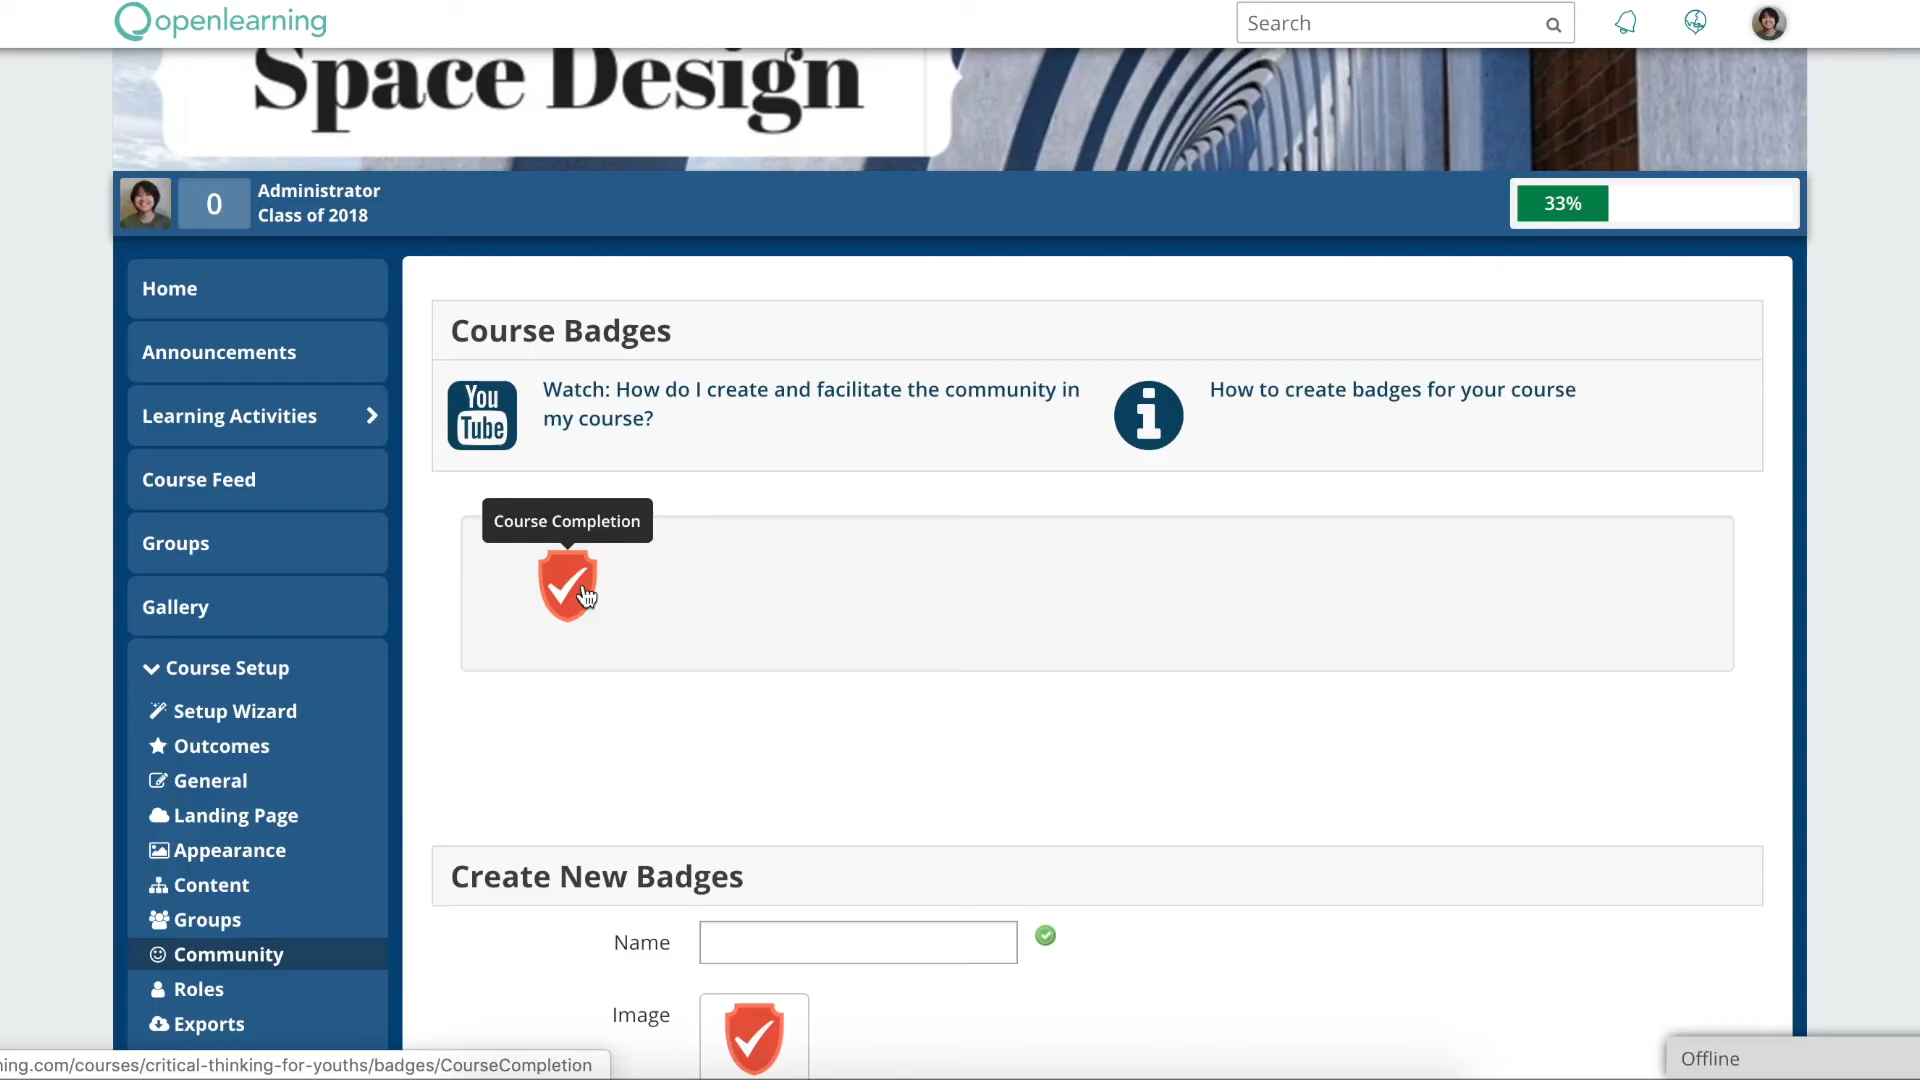 openlearning
Search
Space Design
0
Administrator
Class of 2018
33%
Home
Announcements
Learning Activities
Course Feed
Groups
Gallery
Course Setup
Setup Wizard
Outcomes
General
Landing Page
Appearance
Content
Groups
Community
Roles
Exports
Course Badges
You
Tube
Watch: How do I create and facilitate the community in
my course?
How to create badges for your course
Course Completion
Create New Badges
Name
Image
ning.com/courses/critical-thinking-for-youths/badges/CourseCompletion
Offline